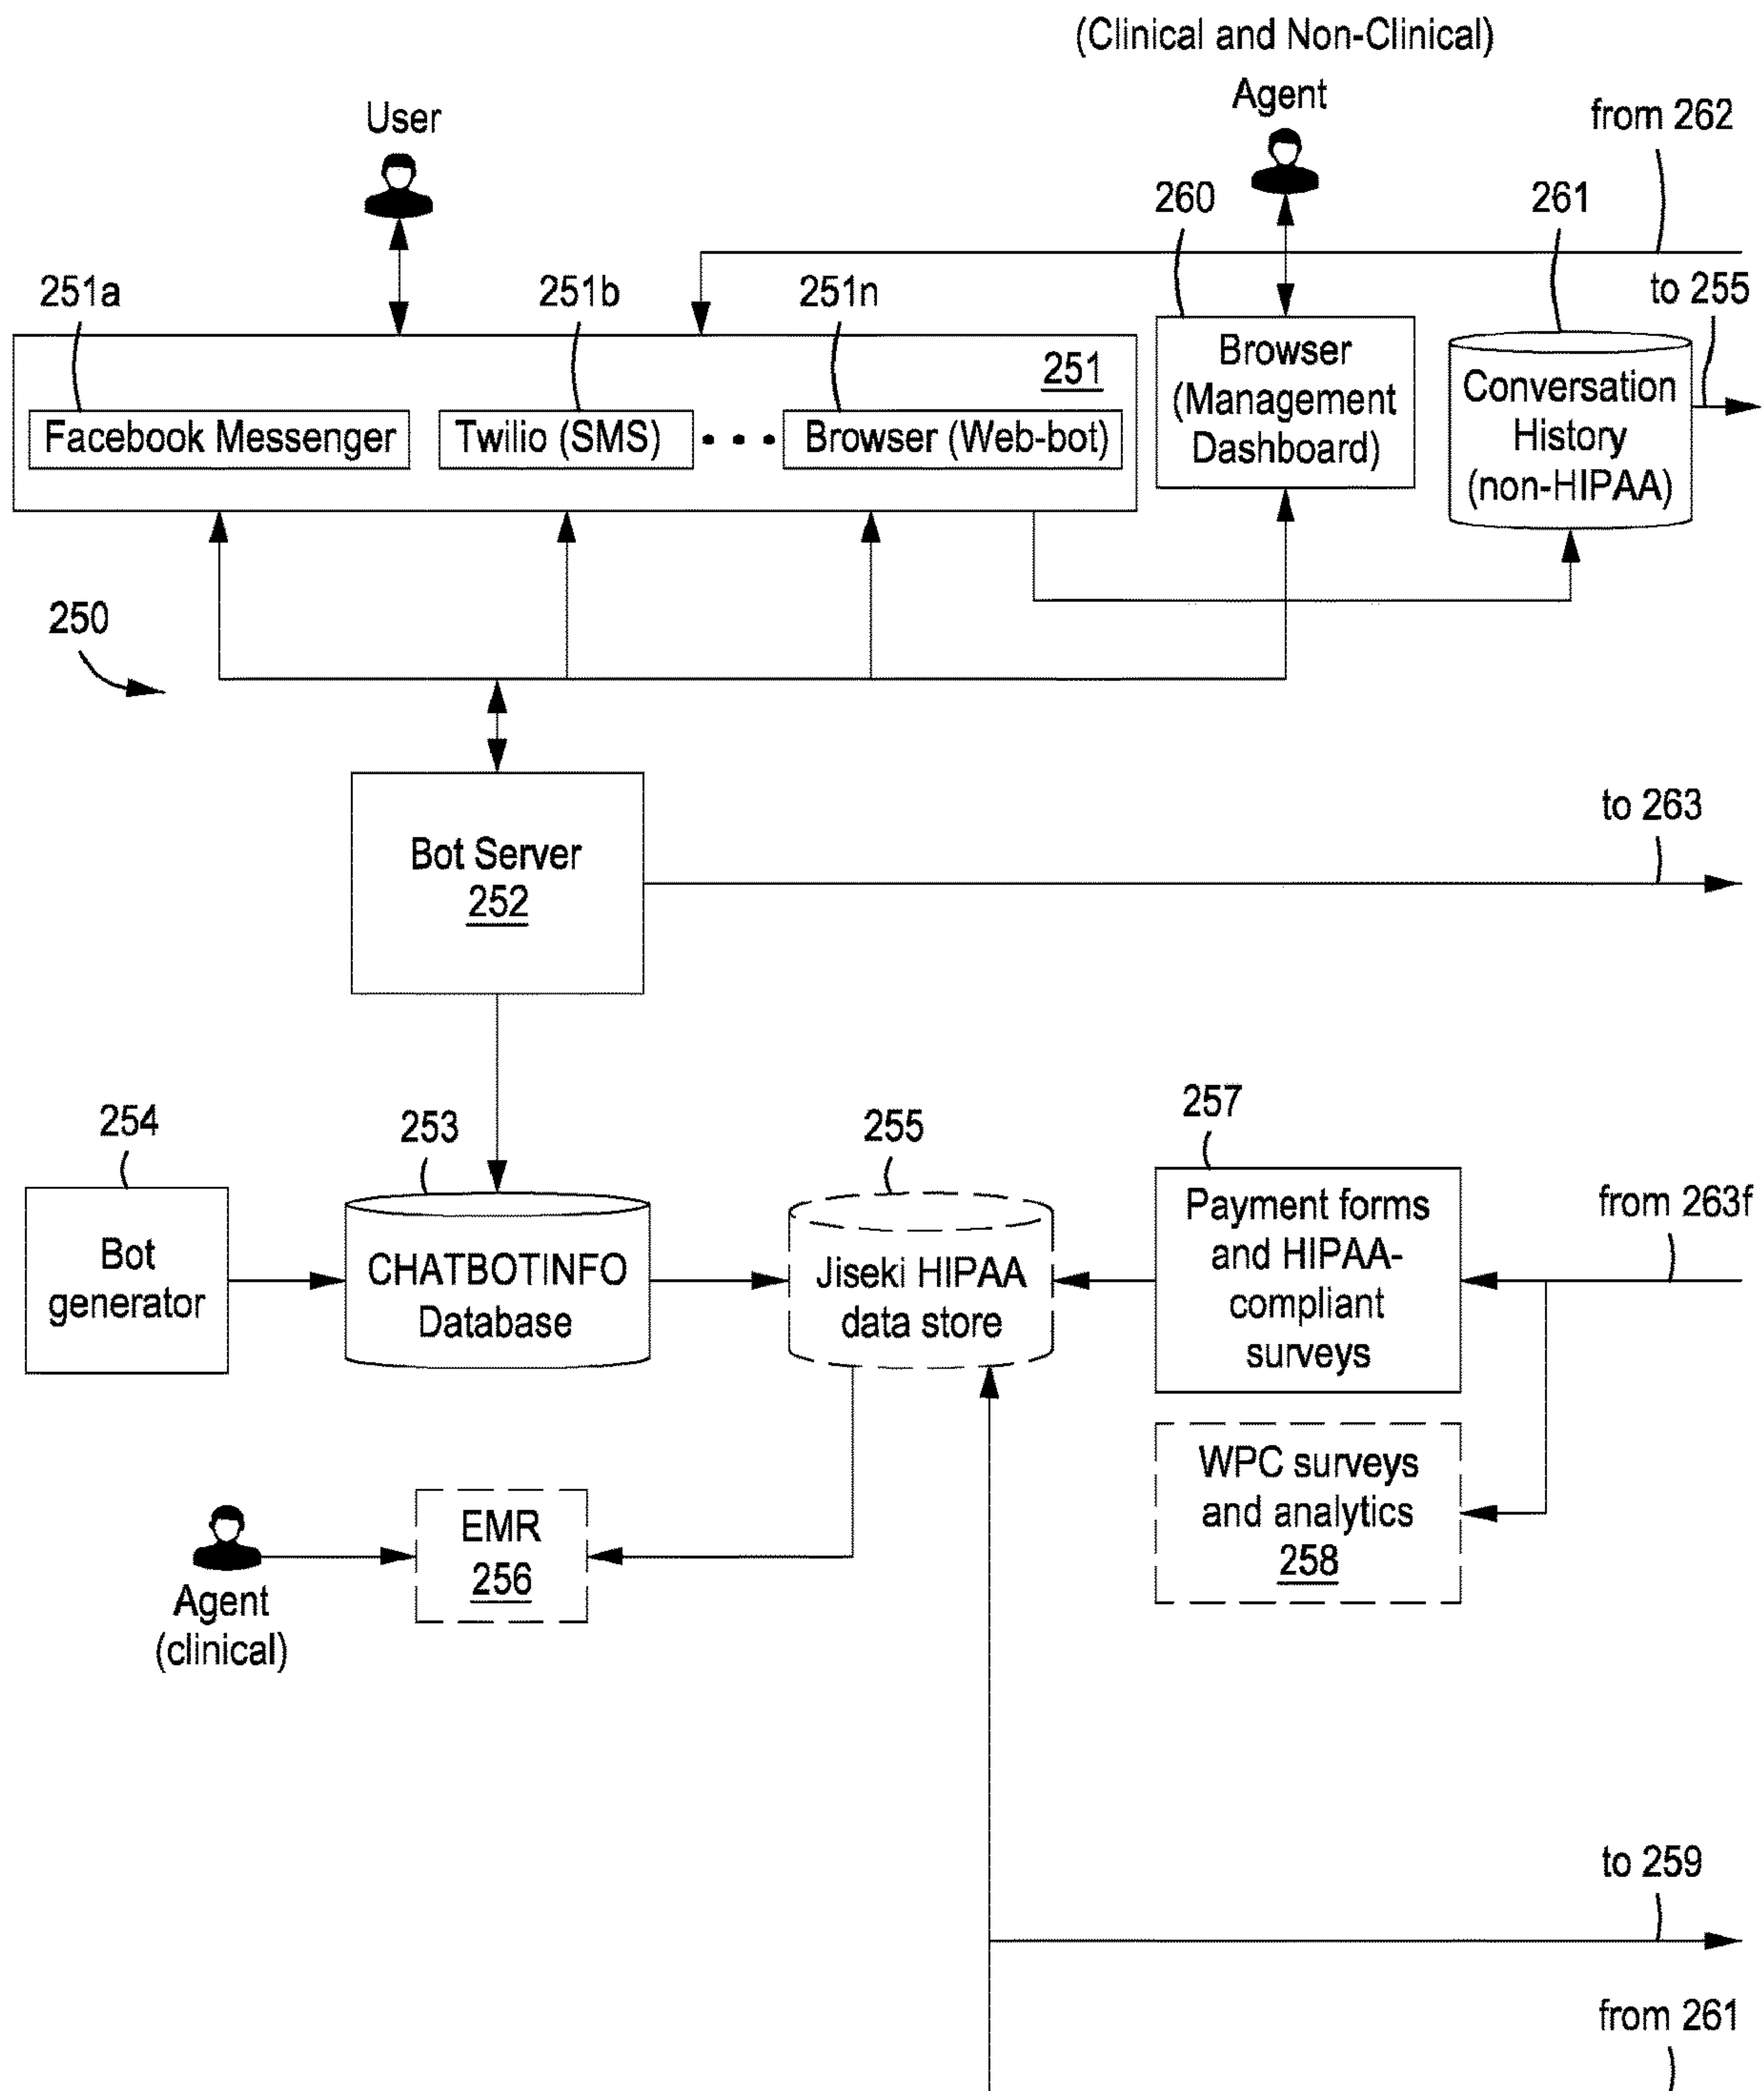 (Clinical and Non-Clinical)
Agent
User
from 262
260
261
251a
251b
251n
to 255
251
Facebook Messenger
Twilio (SMS)
Browser (Web-bot)
Browser
(Management
Dashboard)
Conversation
History
(non-HIPAA)
250
to 263
Bot Server
252
254
253
255
257
Bot
generator
CHATBOTINFO
Database
Jiseki HIPAA
data store
Payment forms
and HIPAA-
compliant
surveys
from 263f
WPC surveys
and analytics
258
EMR
256
Agent
(clinical)
to 259
from 261